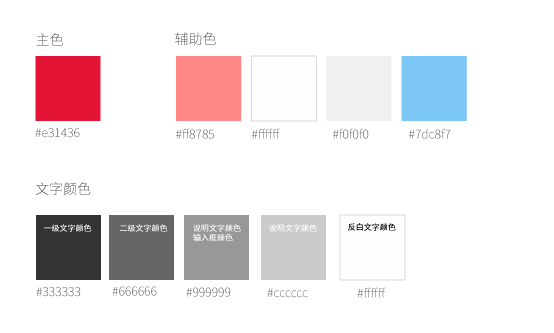 主色
辅助色
#e31436
#ff8785
#ffffff
#f0f0f0
#7dc8f7
文字颜色
一级文字颜色
二级文字颜色
说明文字颜色
输入框颜色
说明文字颜色
反白文字颜色
#333333
#666666
#999999
#cccccc
#ffffff